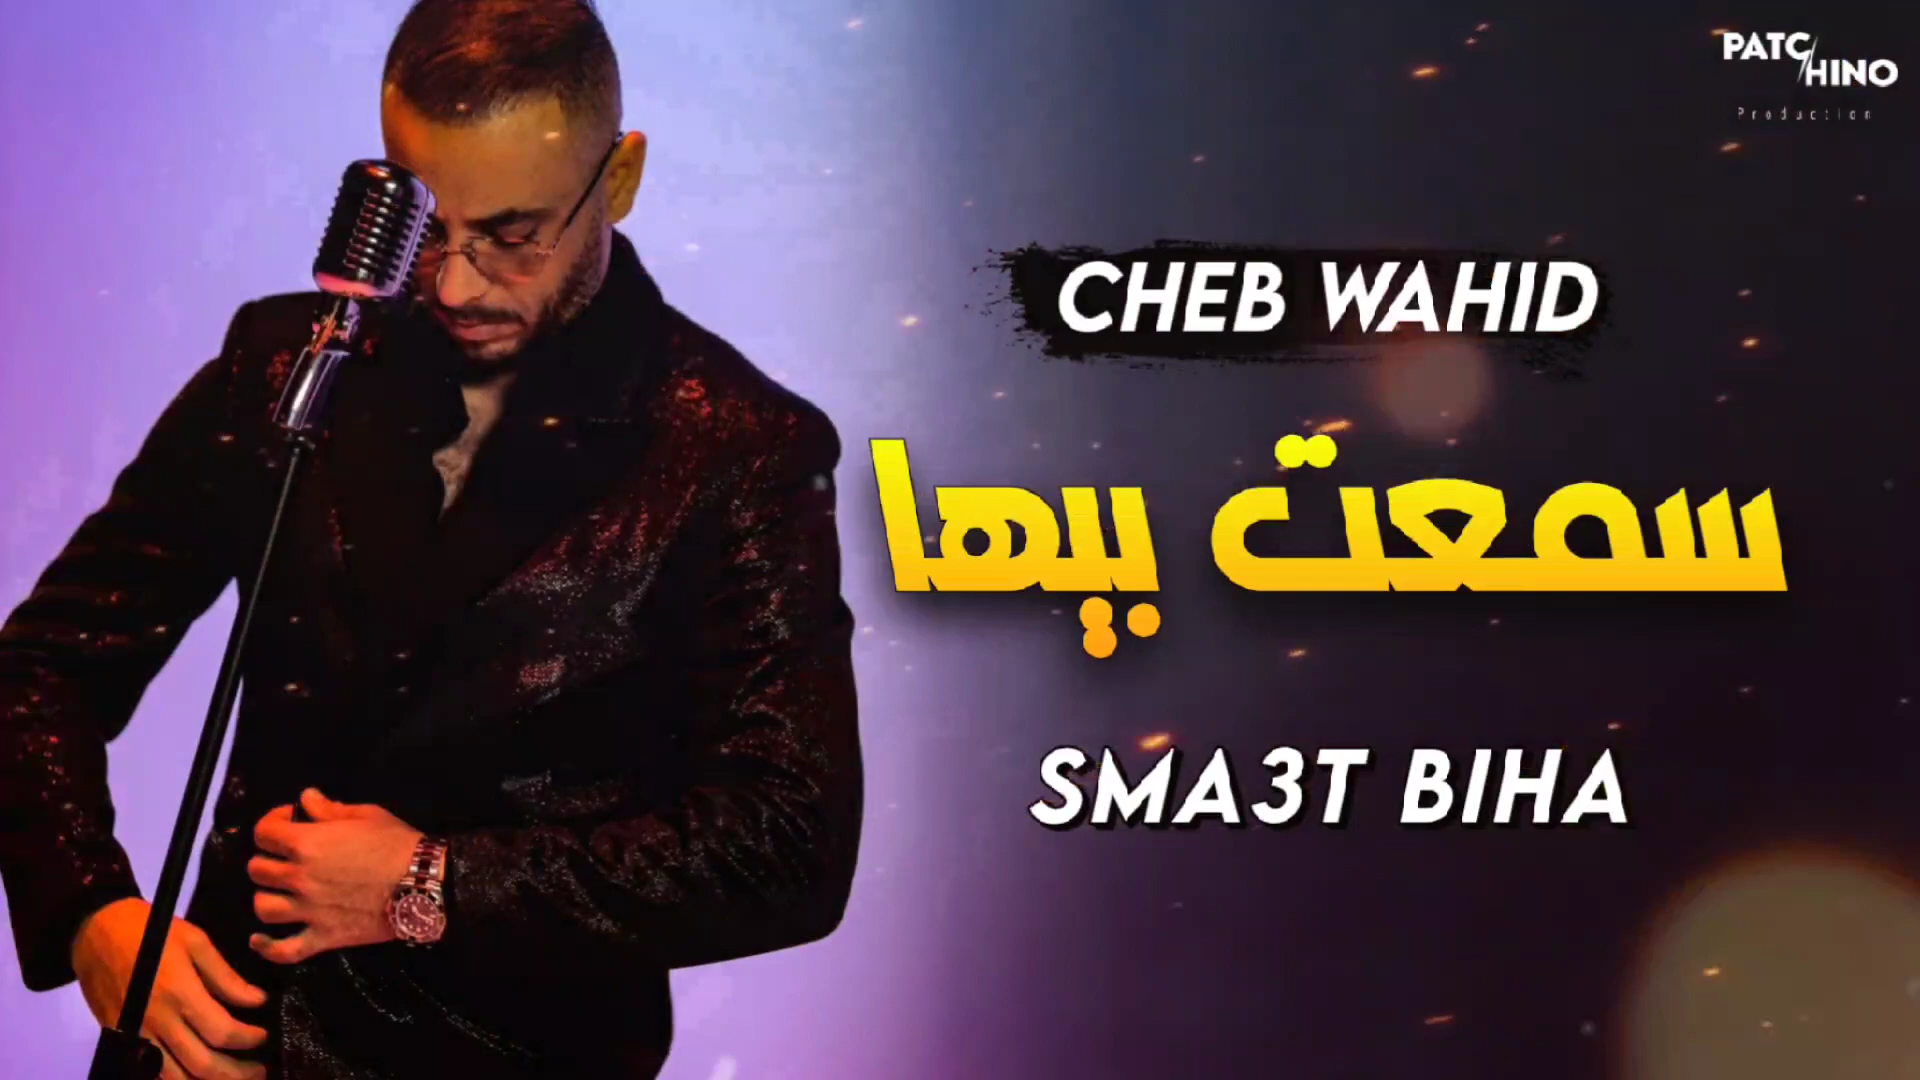 PATCHINO
Production
CHEB WAHID
سمعت بيها
SMA3T BIHA